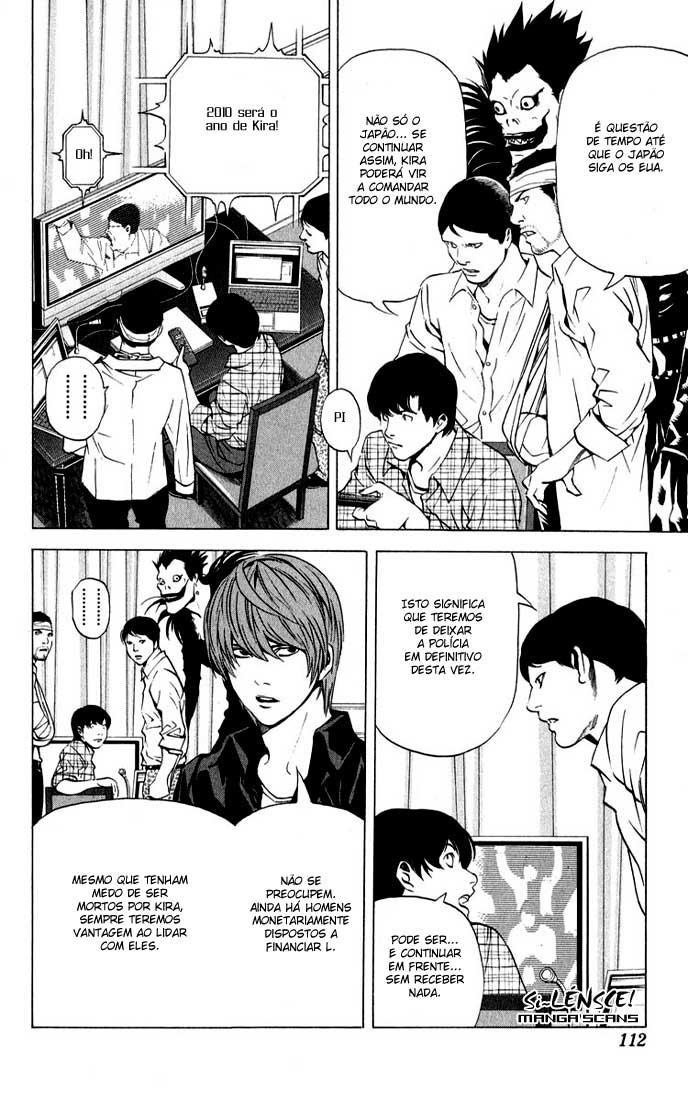 É QUESTÃO
DE TEMPO ATÉ
QUE O JAPÃO
SIGA OS EUA.
NÃO SÓ O
JAPÃO... SE
CONTINUAR
ASSIM, KIRA
PODERÁ VIR
A COMANDAR
TODO O MUNDO.
PI
2010 será o
ano de Kira!
Oh!
ISTO SIGNIFICA
QUE TEREMOS
DE DEIXAR
A POLÍCIA
EM DEFINITIVO
DESTA VEZ.
PODE SER...
E CONTINUAR
EM FRENTE...
SEM RECEBER
NADA.
NÃO SE
PREOCUPEM.
AINDA HÁ HOMENS
MONETARIAMENTE
DISPOSTOS A
FINANCIAR L.
MESMO QUE TENHAM
MEDO DE SER
MORTOS POR KIRA,
SEMPRE TEREMOS
VANTAGEM AO LIDAR
COM ELES.
Si-LENSCE!
MANGA SCANS
112